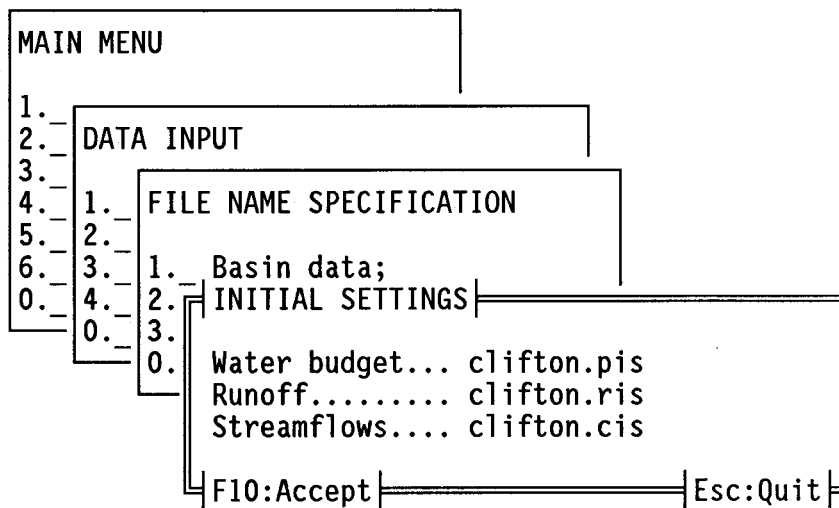 MAIN MENU
1._
2._ DATA INPUT
3._
4._ 1._ FILE NAME SPECIFICATION
5._ 2._
6._ 3._ 1._ Basin data;
0._ 4._ 2. INITIAL SETTINGS
0._ 3.
0. Water budget... clifton.pis
Runoff......... clifton.ris
Streamflows.... clifton.cis
F10:Accept Esc:Quit